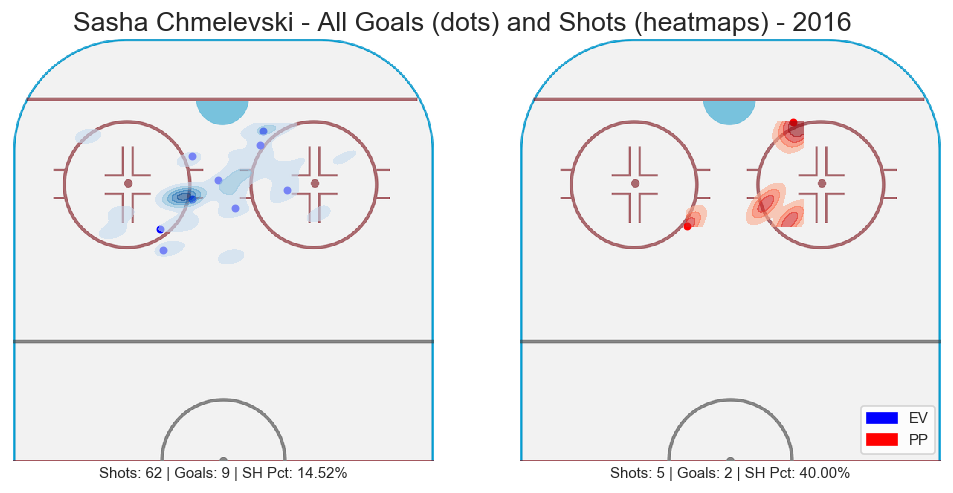 Sasha Chmelevski - All Goals (dots) and Shots (heatmaps) - 2016
EV
PP
Shots: 62 | Goals: 9 | SH Pct: 14.52%
Shots: 5 | Goals: 2 | SH Pct: 40.00%